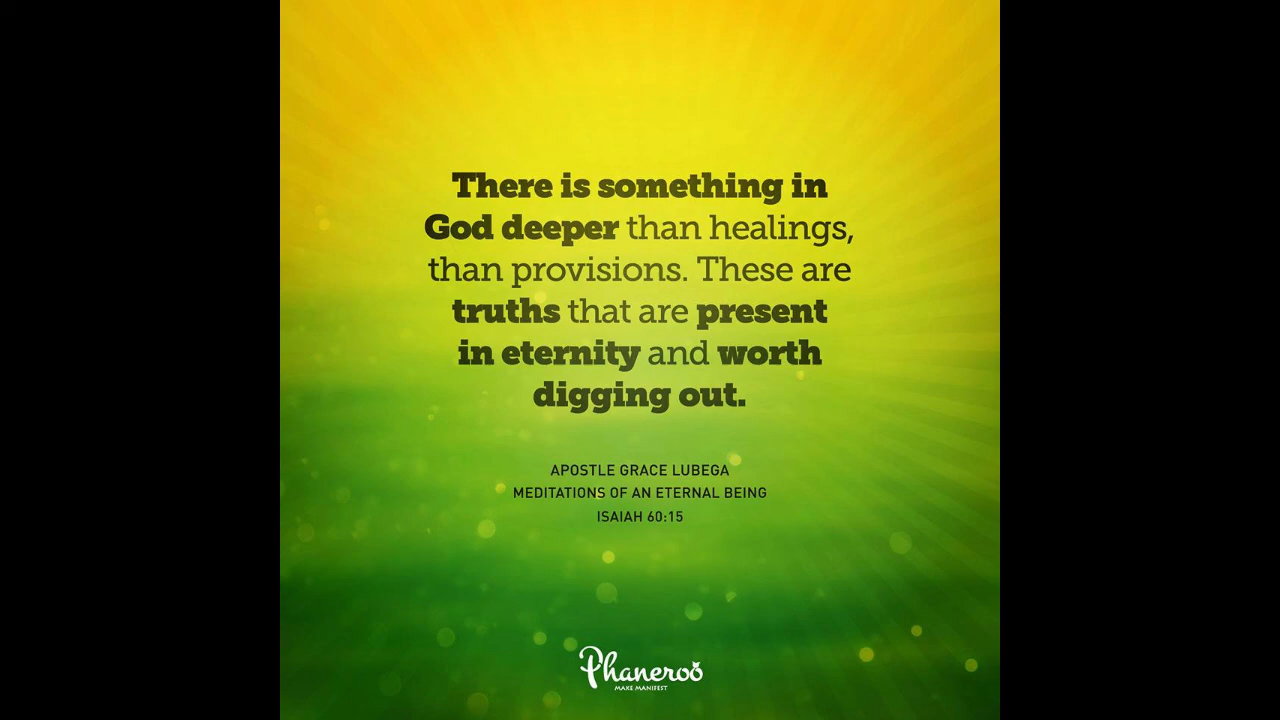 There is something in
God deeper than healings,
than provisions. These are
truths that are present
in eternity and worth
digging out.
APOSTLE GRACE LUBEGA
MEDITATIONS OF AN ETERNAL BEING
ISAIAH 60:15
Phaneroo
MAKE MANIFEST